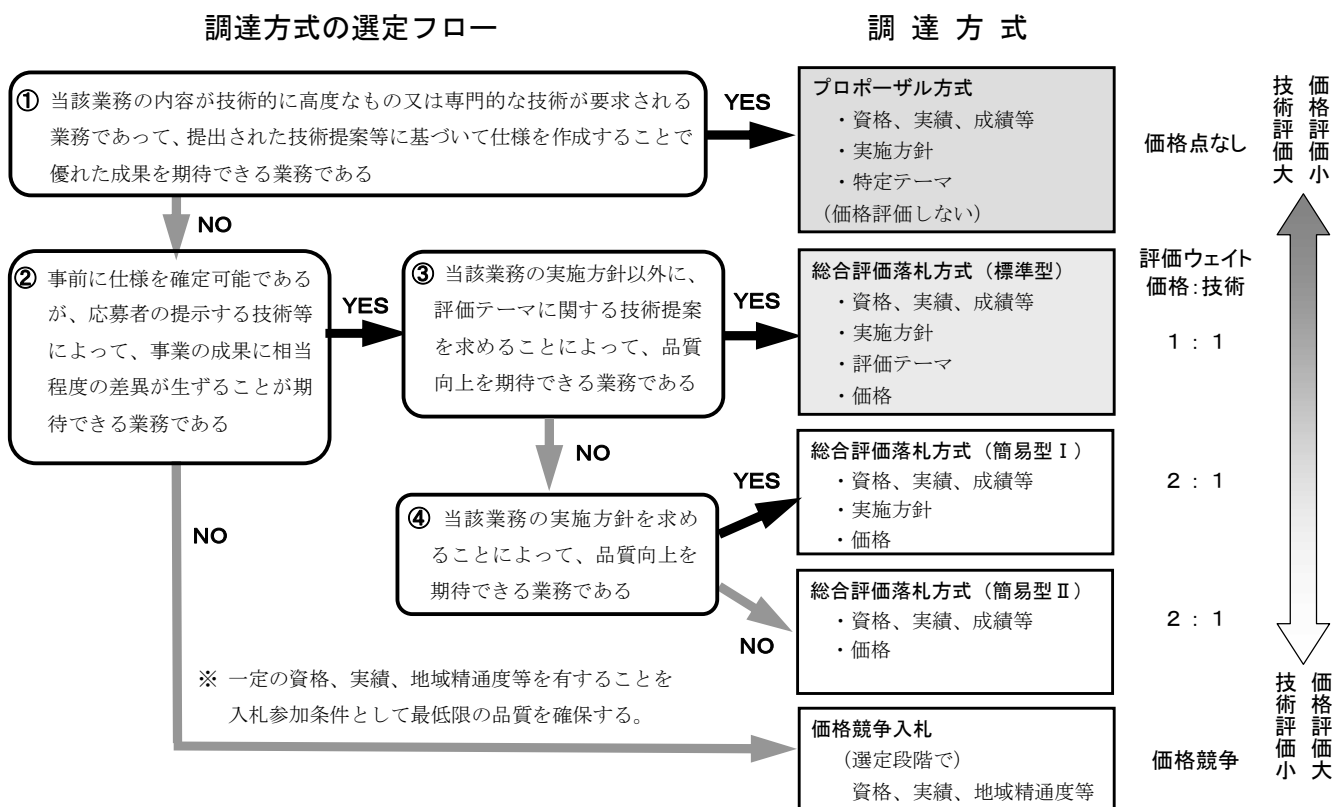 調達方式の選定フロー
調 達 方 式
① 当該業務の内容が技術的に高度なもの又は専門的な技術が要求される
業務であって、提出された技術提案等に基づいて仕様を作成することで
優れた成果を期待できる業務である
YES
プロポーザル方式
・資格、実績、成績等
・実施方針
・特定テーマ
(価格評価しない)
価格点なし
価格評価小
技術評価大
NO
② 事前に仕様を確定可能である
が、応募者の提示する技術等
によって、事業の成果に相当
程度の差異が生ずることが期
待できる業務である
YES
③ 当該業務の実施方針以外に、
評価テーマに関する技術提案
を求めることによって、品質
向上を期待できる業務である
YES
総合評価落札方式(標準型)
・資格、実績、成績等
・実施方針
・評価テーマ
・価格
評価ウェイト
価格:技術
1 : 1
NO
④ 当該業務の実施方針を求め
ることによって、品質向上を
期待できる業務である
YES
総合評価落札方式(簡易型Ⅰ)
・資格、実績、成績等
・実施方針
・価格
2 : 1
NO
総合評価落札方式(簡易型Ⅱ)
・資格、実績、成績等
・価格
2 : 1
NO
※ 一定の資格、実績、地域精通度等を有することを
入札参加条件として最低限の品質を確保する。
価格競争入札
(選定段階で)
資格、実績、地域精通度等
価格競争
価格評価大
技術評価小